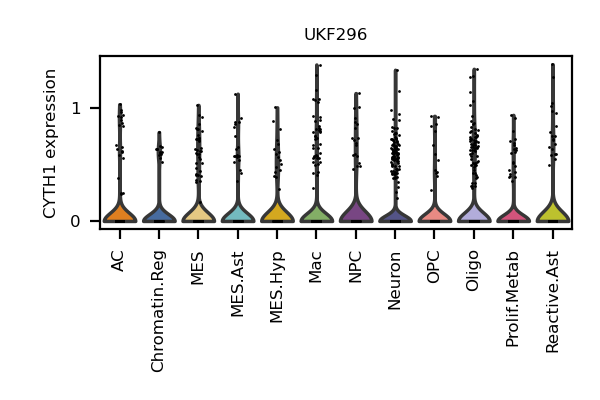 UKF296
CYTH1 expression
1
0
AC
Chromatin.Reg
MES
MES.Ast
MES.Hyp
Mac
NPC
Neuron
OPC
Oligo
Prolif.Metab
Reactive.Ast